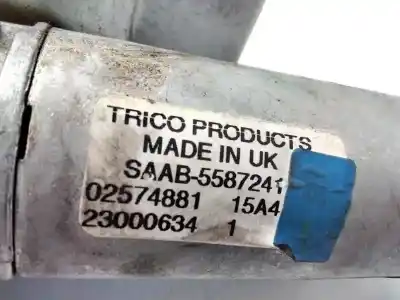 TRICO PRODUCTS
MADE IN UK
SAAB-5587241
02574881 15A4
23000634 1